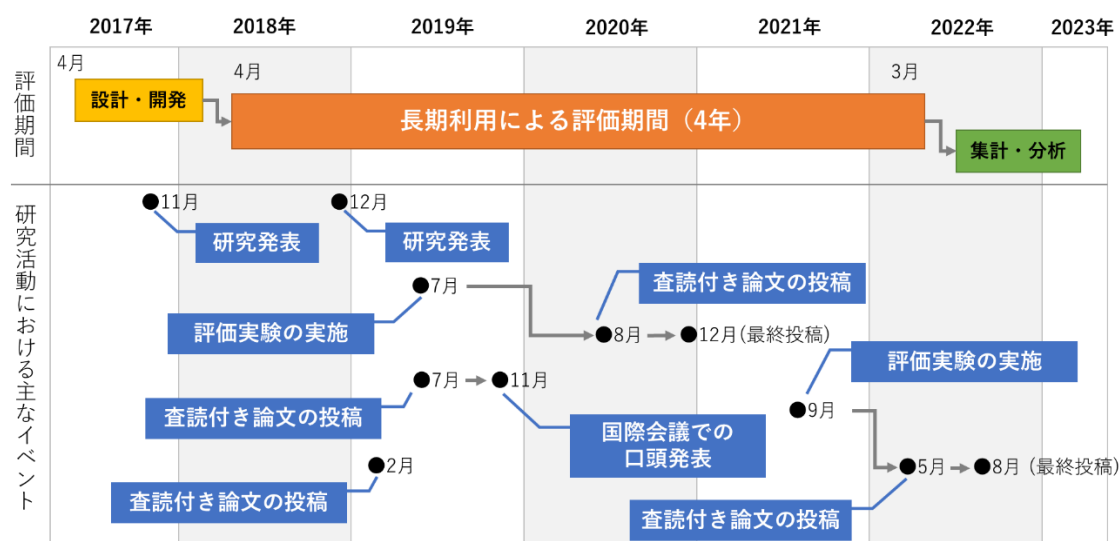 2017年
2018年
2019年
2020年
2021年
2022年
2023年
評価期間
4月
4月
3月
設計・開発
長期利用による評価期間（4年）
集計・分析
研究活動における主なイベント
11月
12月
研究発表
研究発表
7月
査読付き論文の投稿
評価実験の実施
8月
12月(最終投稿)
評価実験の実施
7月
11月
査読付き論文の投稿
国際会議での
口頭発表
9月
2月
5月
8月 (最終投稿)
査読付き論文の投稿
査読付き論文の投稿